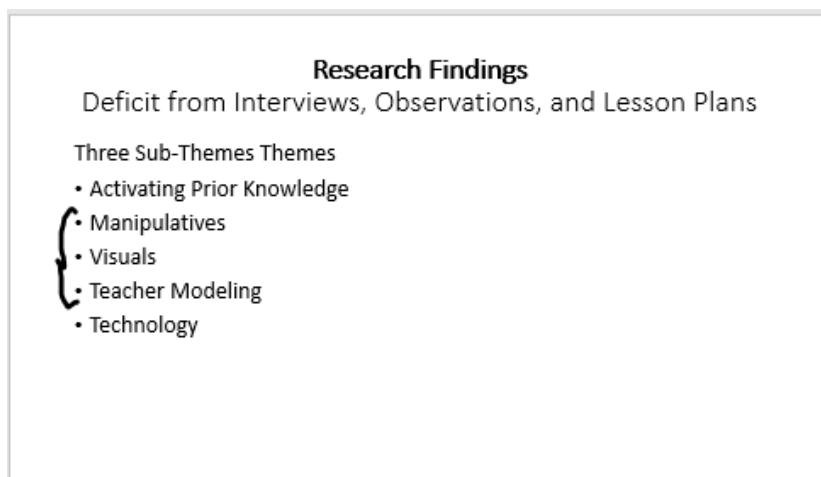 Research Findings
Deficit from Interviews, Observations, and Lesson Plans
Three Sub-Themes Themes
• Activating Prior Knowledge
• Manipulatives
• Visuals
• Teacher Modeling
• Technology